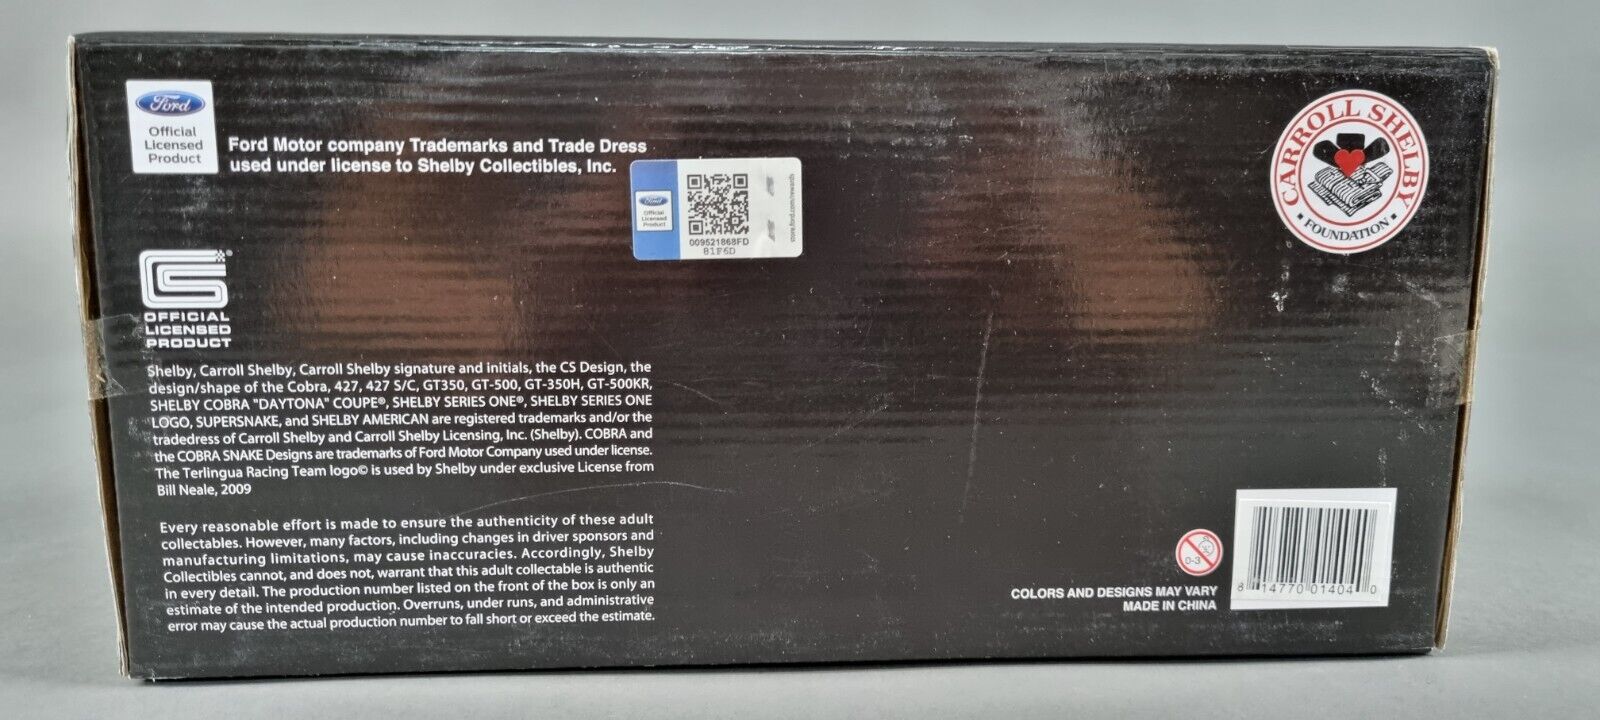 Ford
Official
Licensed
Product
Ford Motor company Trademarks and Trade Dress
used under license to Shelby Collectibles, Inc.
Ford
Official
Licensed
Product
009521868FD
81F6D
store.ford.com/rewards
CARROLL SHELBY
• FOUNDATION •
CS®
OFFICIAL
LICENSED
PRODUCT
Shelby, Carroll Shelby, Carroll Shelby signature and initials, the CS Design, the
design/shape of the Cobra, 427, 427 S/C, GT350, GT-500, GT-350H, GT-500KR,
SHELBY COBRA "DAYTONA" COUPE®, SHELBY SERIES ONE®, SHELBY SERIES ONE
LOGO, SUPERSNAKE, and SHELBY AMERICAN are registered trademarks and/or the
tradedress of Carroll Shelby and Carroll Shelby Licensing, Inc. (Shelby). COBRA and
the COBRA SNAKE Designs are trademarks of Ford Motor Company used under license.
The Terlingua Racing Team logo© is used by Shelby under exclusive License from
Bill Neale, 2009
Every reasonable effort is made to ensure the authenticity of these adult
collectables. However, many factors, including changes in driver sponsors and
manufacturing limitations, may cause inaccuracies. Accordingly, Shelby
Collectibles cannot, and does not, warrant that this adult collectable is authentic
in every detail. The production number listed on the front of the box is only an
estimate of the intended production. Overruns, under runs, and administrative
error may cause the actual production number to fall short or exceed the estimate.
0-3
COLORS AND DESIGNS MAY VARY
MADE IN CHINA
8 14770 01404 0